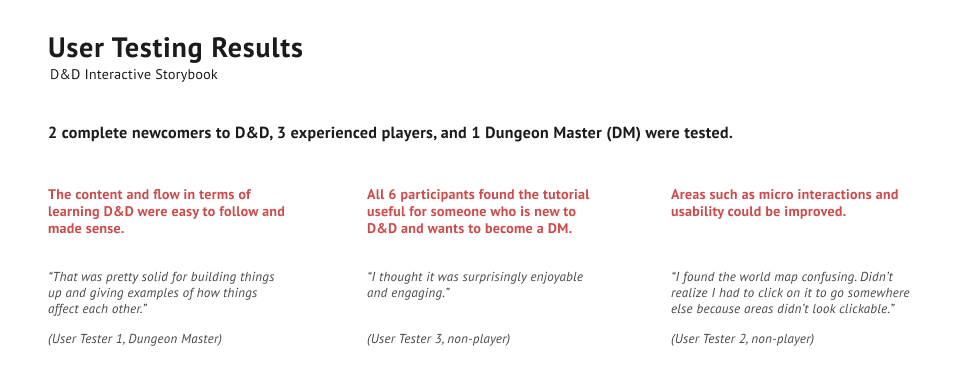 User Testing Results
D&D Interactive Storybook
2 complete newcomers to D&D, 3 experienced players, and 1 Dungeon Master (DM) were tested.
The content and flow in terms of
learning D&D were easy to follow and
made sense.
“That was pretty solid for building things
up and giving examples of how things
affect each other.”
(User Tester 1, Dungeon Master)
All 6 participants found the tutorial
useful for someone who is new to
D&D and wants to become a DM.
“I thought it was surprisingly enjoyable
and engaging.”
(User Tester 3, non-player)
Areas such as micro interactions and
usability could be improved.
“I found the world map confusing. Didn’t
realize I had to click on it to go somewhere
else because areas didn’t look clickable.”
(User Tester 2, non-player)